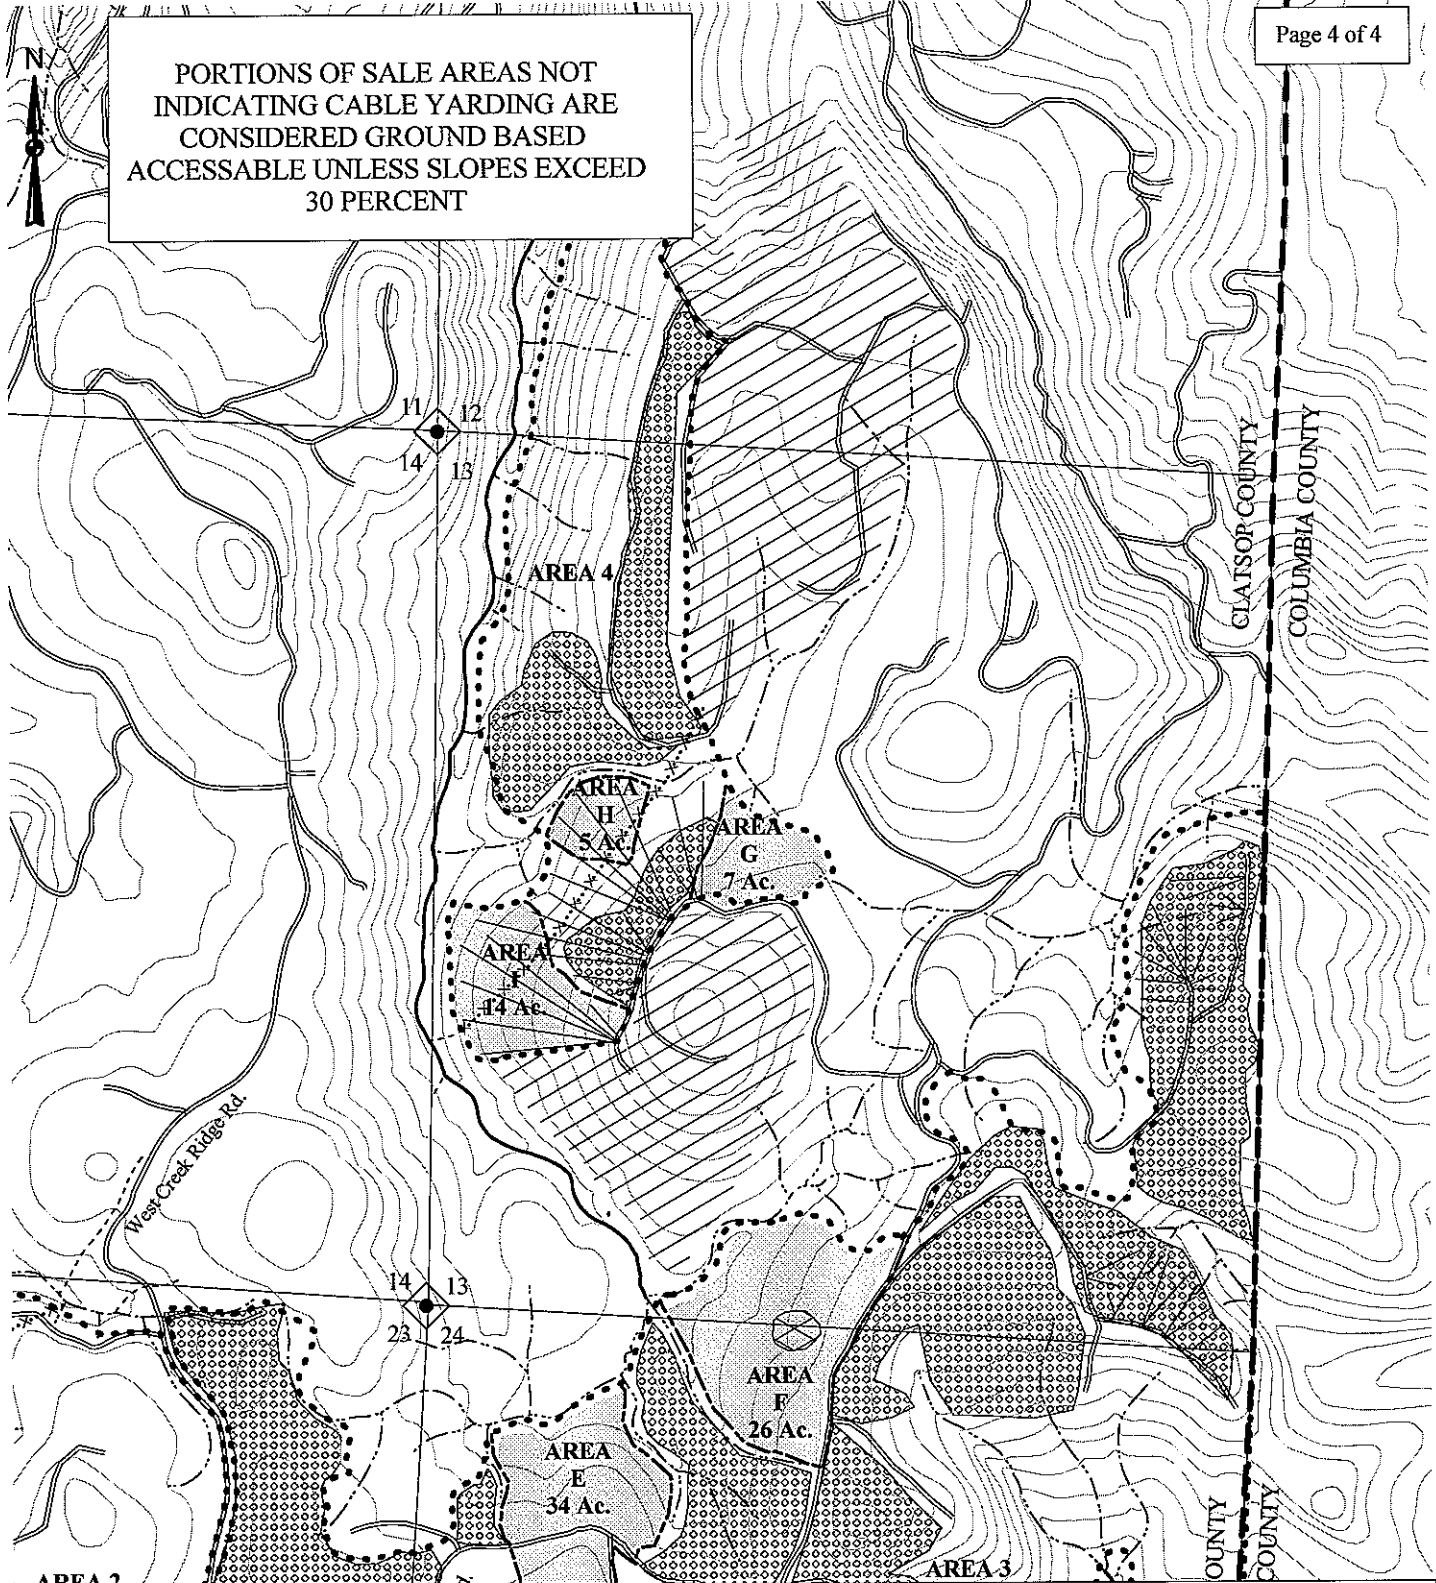 Page 4 of 4
N
PORTIONS OF SALE AREAS NOT
INDICATING CABLE YARDING ARE
CONSIDERED GROUND BASED
ACCESSABLE UNLESS SLOPES EXCEED
30 PERCENT
11 12
14 13
CLATSOP COUNTY
COLUMBIA COUNTY
AREA 4
AREA
H
5 Ac.
AREA
G
7 Ac.
AREA
I
14 Ac.
West Creek Ridge Rd.
14 13
23 24
AREA
F
26 Ac.
AREA
E
34 Ac.
OUNTY
COUNTY
AREA 2
AREA 3